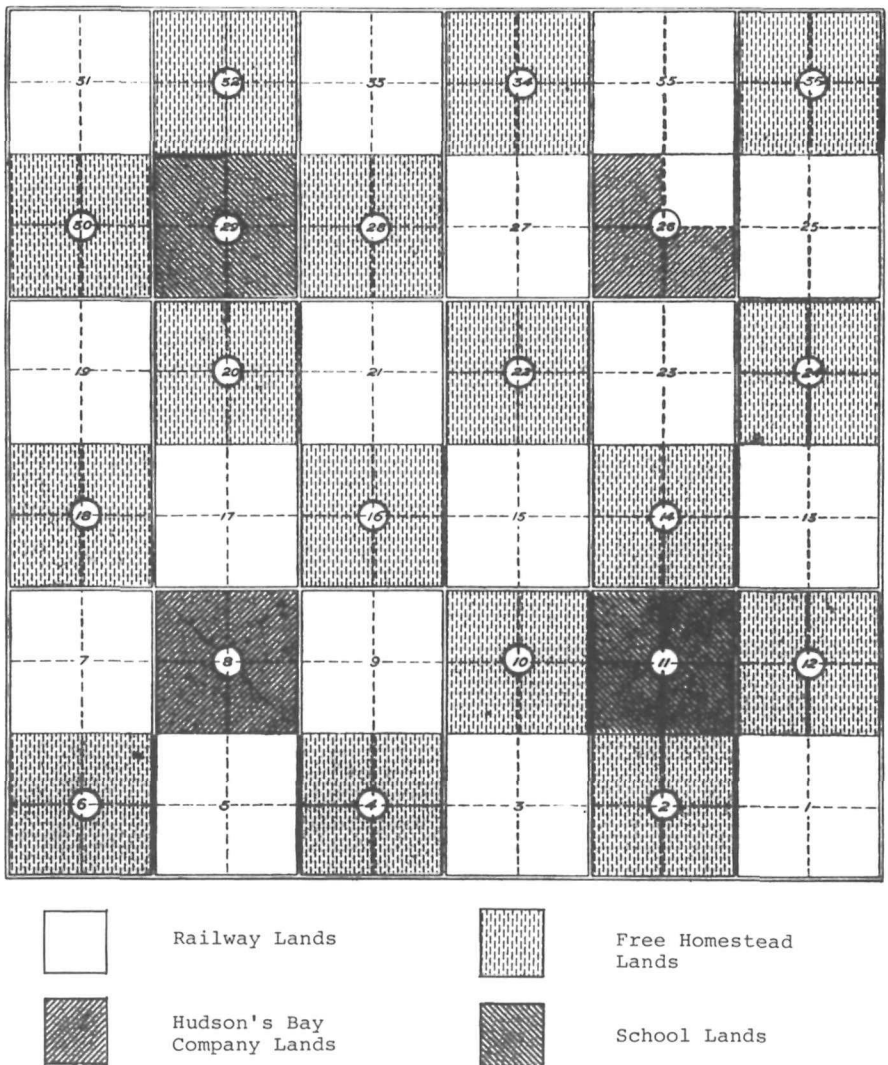 31 32 33 34 35 36
30 29 28 27 26 25
19 20 21 22 23 24
18 17 16 15 14 13
7 8 9 10 11 12
6 5 4 3 2 1
Railway Lands
Free Homestead
Lands
Hudson's Bay
Company Lands
School Lands